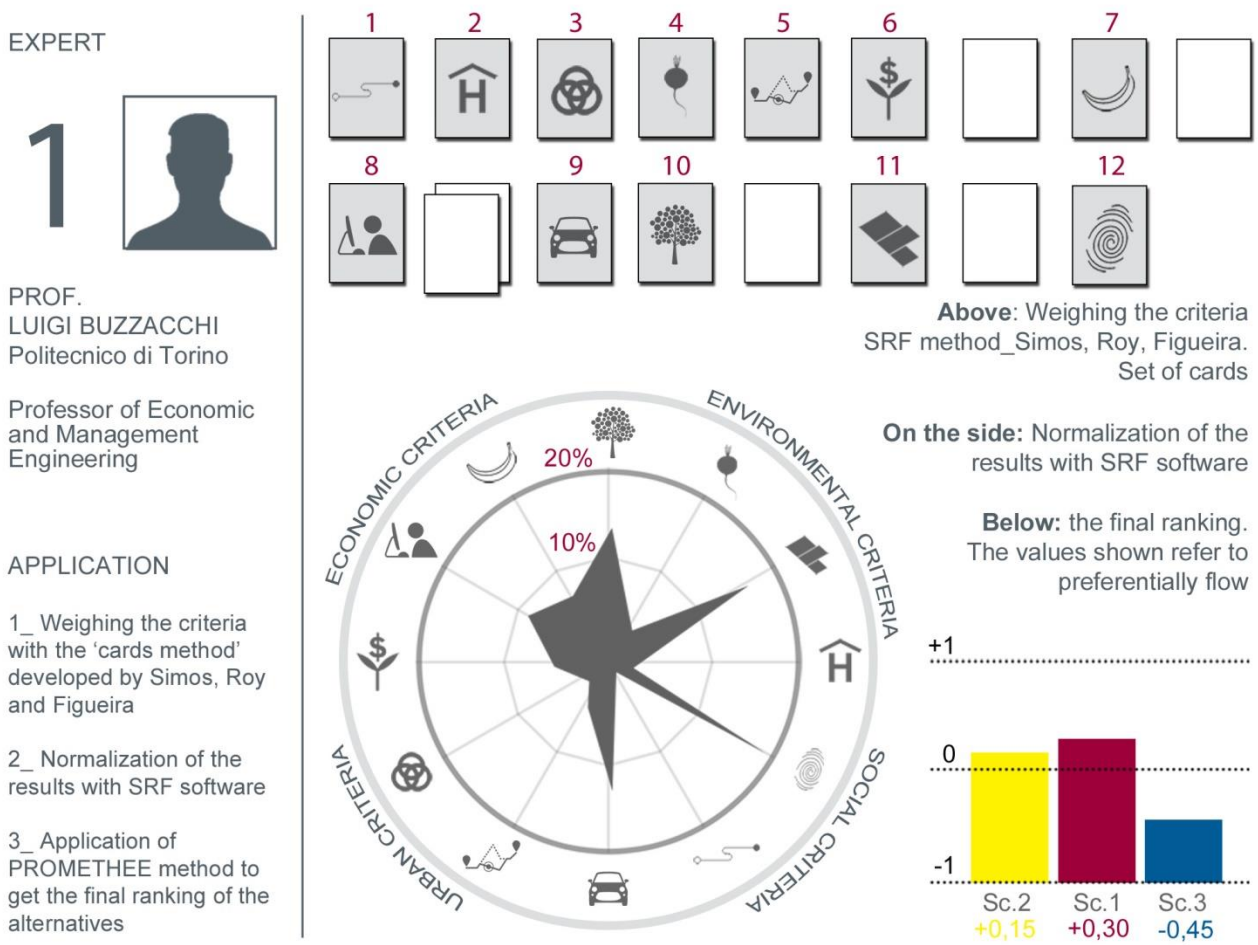 EXPERT
1
PROF.
LUIGI BUZZACCHI
Politecnico di Torino
Professor of Economic
and Management
Engineering
APPLICATION
1_ Weighing the criteria
with the 'cards method'
developed by Simos, Roy
and Figueira
2_ Normalization of the
results with SRF software
3_ Application of
PROMETHEE method to
get the final ranking of the
alternatives
1 2 3 4 5 6 7
H $
8 9 10 11 12
Above: Weighing the criteria
SRF method_Simos, Roy, Figueira.
Set of cards
On the side: Normalization of the
results with SRF software
Below: the final ranking.
The values shown refer to
preferentially flow
ECONOMIC CRITERIA
ENVIRONMENTAL CRITERIA
SOCIAL CRITERIA
URBAN CRITERIA
20%
10%
$ H
+1
0
-1
Sc.2 Sc.1 Sc.3
+0,15 +0,30 -0,45